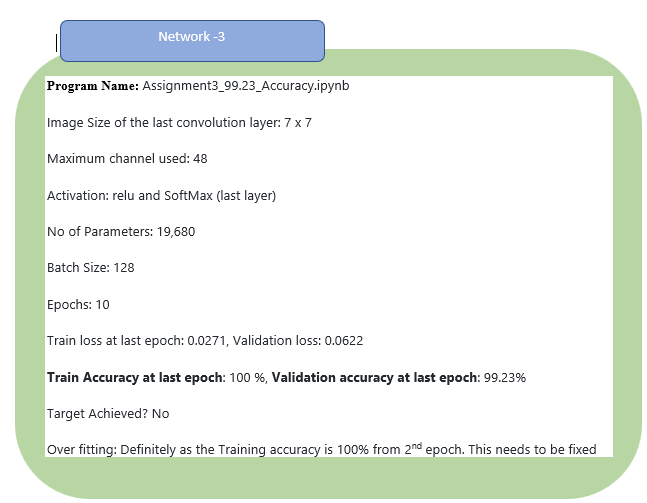 Network -3
Program Name: Assignment3_99.23_Accuracy.ipynb
Image Size of the last convolution layer: 7 x 7
Maximum channel used: 48
Activation: relu and SoftMax (last layer)
No of Parameters: 19,680
Batch Size: 128
Epochs: 10
Train loss at last epoch: 0.0271, Validation loss: 0.0622
Train Accuracy at last epoch: 100 %, Validation accuracy at last epoch: 99.23%
Target Achieved? No
Over fitting: Definitely as the Training accuracy is 100% from 2nd epoch. This needs to be fixed